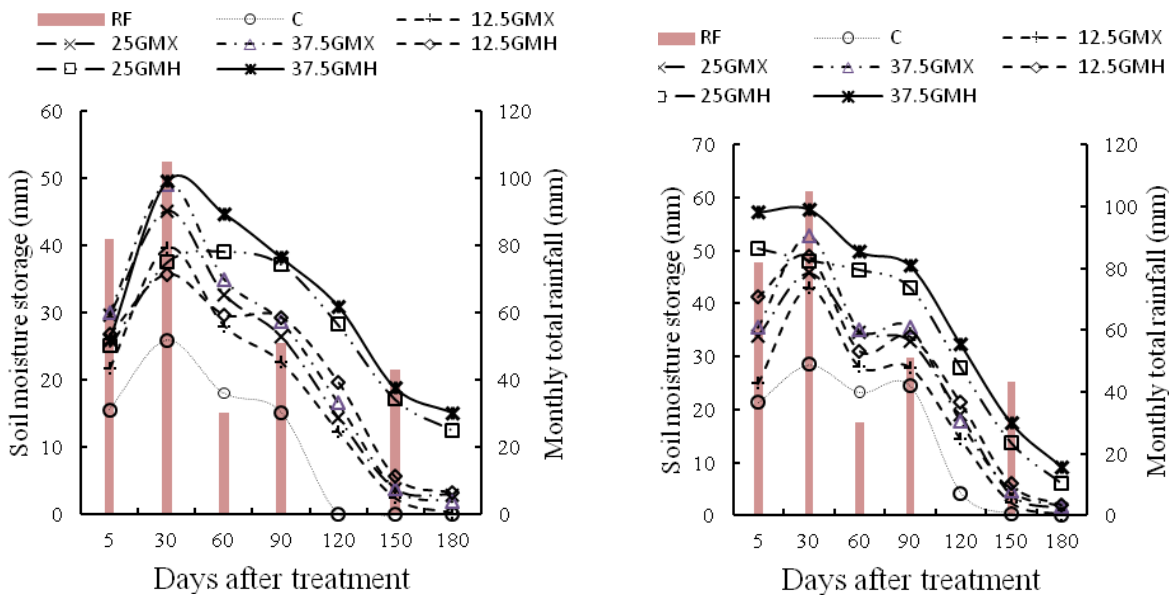 RF C 12.5GMX
25GMX 37.5GMX 12.5GMH
25GMH 37.5GMH
60
50
40
30
20
10
0
Soil moisture storage (mm)
120
100
80
60
40
20
0
Monthly total rainfall (mm)
5 30 60 90 120 150 180
Days after treatment
RF C 12.5GMX
25GMX 37.5GMX 12.5GMH
25GMH 37.5GMH
70
60
50
40
30
20
10
0
Soil moisture storage (mm)
120
100
80
60
40
20
0
Monthly total rainfall (mm)
5 30 60 90 120 150 180
Days after treatment